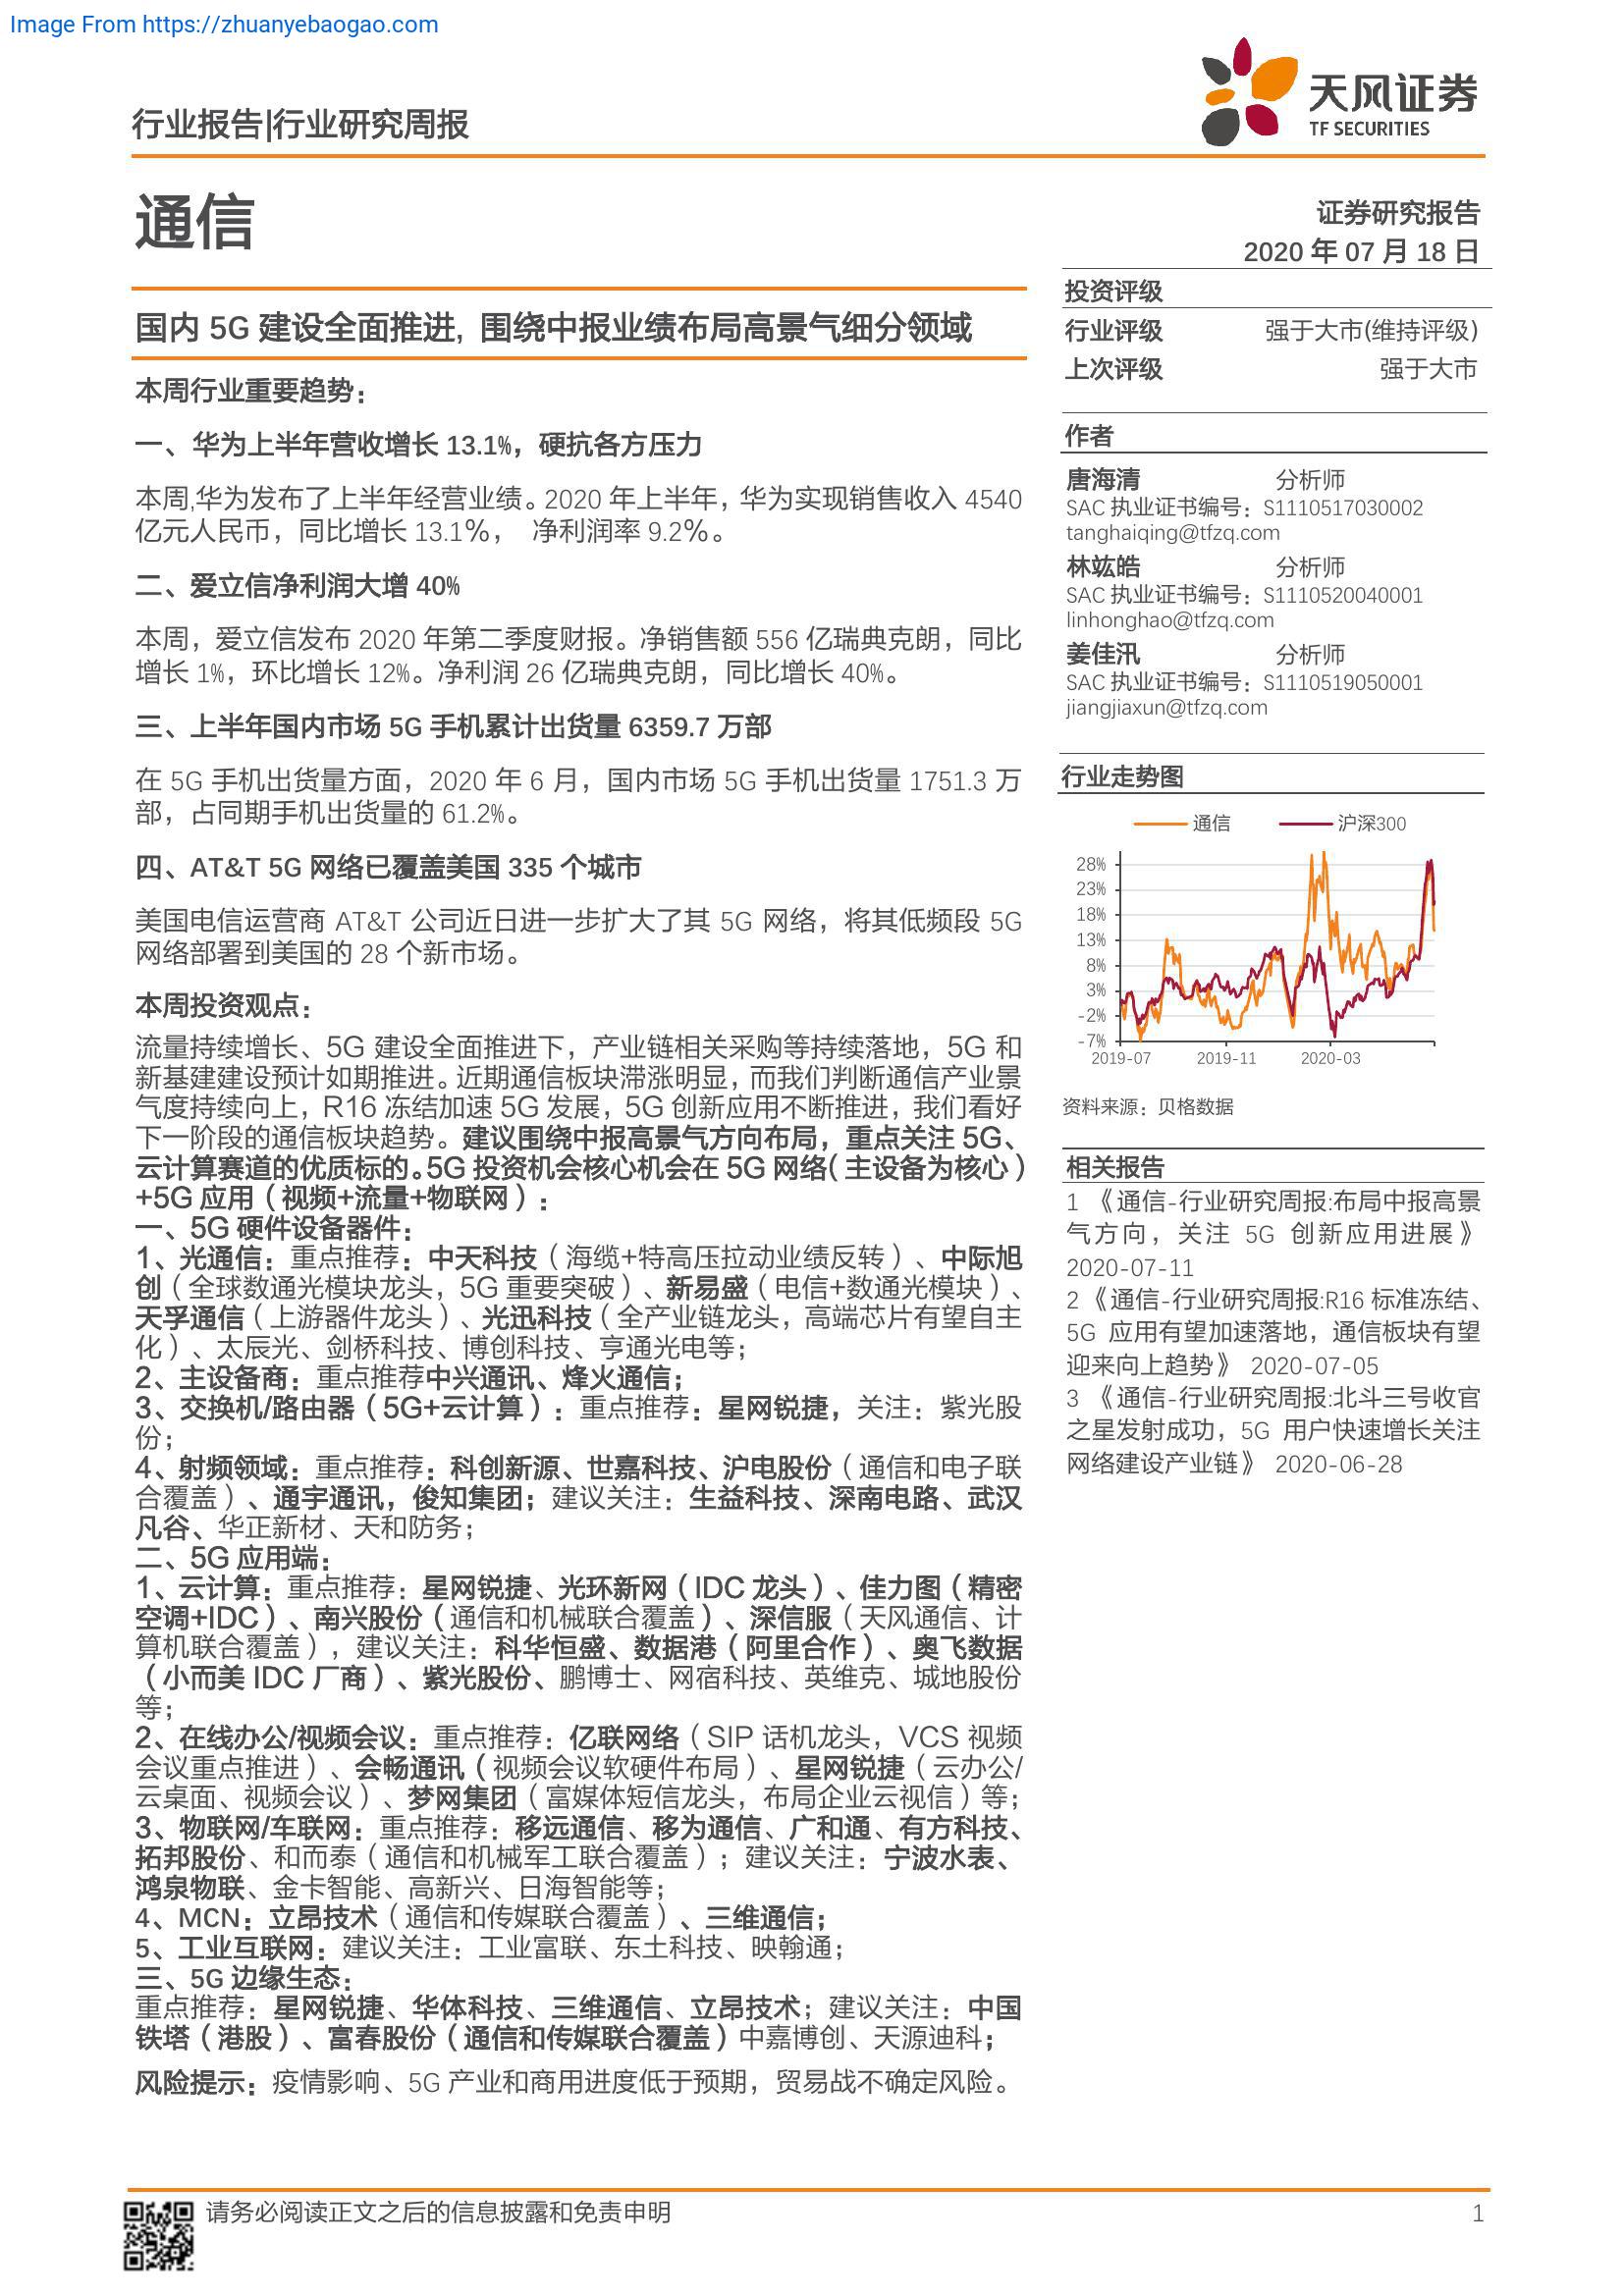 Image From https://zhuanyebaogao.com
行业报告|行业研究周报
天风证券
TF SECURITIES
通信
证券研究报告
2020 年 07 月 18 日
国内 5G 建设全面推进, 围绕中报业绩布局高景气细分领域
本周行业重要趋势：
一、华为上半年营收增长 13.1%，硬抗各方压力
本周,华为发布了上半年经营业绩。2020 年上半年，华为实现销售收入 4540
亿元人民币，同比增长 13.1%， 净利润率 9.2%。
二、爱立信净利润大增 40%
本周，爱立信发布 2020 年第二季度财报。净销售额 556 亿瑞典克朗，同比
增长 1%，环比增长 12%。净利润 26 亿瑞典克朗，同比增长 40%。
三、上半年国内市场 5G 手机累计出货量 6359.7 万部
在 5G 手机出货量方面，2020 年 6 月，国内市场 5G 手机出货量 1751.3 万
部，占同期手机出货量的 61.2%。
四、AT&T 5G 网络已覆盖美国 335 个城市
美国电信运营商 AT&T 公司近日进一步扩大了其 5G 网络，将其低频段 5G
网络部署到美国的 28 个新市场。
本周投资观点：
流量持续增长、5G 建设全面推进下，产业链相关采购等持续落地，5G 和
新基建建设预计如期推进。近期通信板块滞涨明显，而我们判断通信产业景
气度持续向上，R16 冻结加速 5G 发展，5G 创新应用不断推进，我们看好
下一阶段的通信板块趋势。建议围绕中报高景气方向布局，重点关注 5G、
云计算赛道的优质标的。5G 投资机会核心机会在 5G 网络（主设备为核心）
+5G 应用（视频+流量+物联网）：
一、5G 硬件设备器件：
1、光通信：重点推荐：中天科技（海缆+特高压拉动业绩反转）、中际旭
创（全球数通光模块龙头，5G 重要突破）、新易盛（电信+数通光模块）、
天孚通信（上游器件龙头）、光迅科技（全产业链龙头，高端芯片有望自主
化）、太辰光、剑桥科技、博创科技、亨通光电等；
2、主设备商：重点推荐中兴通讯、烽火通信；
3、交换机/路由器（5G+云计算）：重点推荐：星网锐捷，关注：紫光股
份；
4、射频领域：重点推荐：科创新源、世嘉科技、沪电股份（通信和电子联
合覆盖）、通宇通讯，俊知集团；建议关注：生益科技、深南电路、武汉
凡谷、华正新材、天和防务；
二、5G 应用端：
1、云计算：重点推荐：星网锐捷、光环新网（IDC 龙头）、佳力图（精密
空调+IDC）、南兴股份（通信和机械联合覆盖）、深信服（天风通信、计
算机联合覆盖），建议关注：科华恒盛、数据港（阿里合作）、奥飞数据
（小而美 IDC 厂商）、紫光股份、鹏博士、网宿科技、英维克、城地股份
等；
2、在线办公/视频会议：重点推荐：亿联网络（SIP 话机龙头，VCS 视频
会议重点推进）、会畅通讯（视频会议软硬件布局）、星网锐捷（云办公/
云桌面、视频会议）、梦网集团（富媒体短信龙头，布局企业云视信）等；
3、物联网/车联网：重点推荐：移远通信、移为通信、广和通、有方科技、
拓邦股份、和而泰（通信和机械军工联合覆盖）；建议关注：宁波水表、
鸿泉物联、金卡智能、高新兴、日海智能等；
4、MCN：立昂技术（通信和传媒联合覆盖）、三维通信；
5、工业互联网：建议关注：工业富联、东土科技、映翰通；
三、5G 边缘生态：
重点推荐：星网锐捷、华体科技、三维通信、立昂技术；建议关注：中国
铁塔（港股）、富春股份（通信和传媒联合覆盖）中嘉博创、天源迪科；
风险提示：疫情影响、5G 产业和商用进度低于预期，贸易战不确定风险。
投资评级
行业评级 强于大市(维持评级)
上次评级 强于大市
作者
唐海清 分析师
SAC 执业证书编号：S1110517030002
tanghaiqing@tfzq.com
林竑皓 分析师
SAC 执业证书编号：S1110520040001
linhonghao@tfzq.com
姜佳汛 分析师
SAC 执业证书编号：S1110519050001
jiangjiaxun@tfzq.com
行业走势图
通信 沪深300
28%
23%
18%
13%
8%
3%
-2%
-7%
2019-07 2019-11 2020-03
资料来源：贝格数据
相关报告
1 《通信-行业研究周报:布局中报高景
气方向，关注 5G 创新应用进展》
2020-07-11
2 《通信-行业研究周报:R16 标准冻结、
5G 应用有望加速落地，通信板块有望
迎来向上趋势》 2020-07-05
3 《通信-行业研究周报:北斗三号收官
之星发射成功，5G 用户快速增长关注
网络建设产业链》 2020-06-28
请务必阅读正文之后的信息披露和免责申明
1